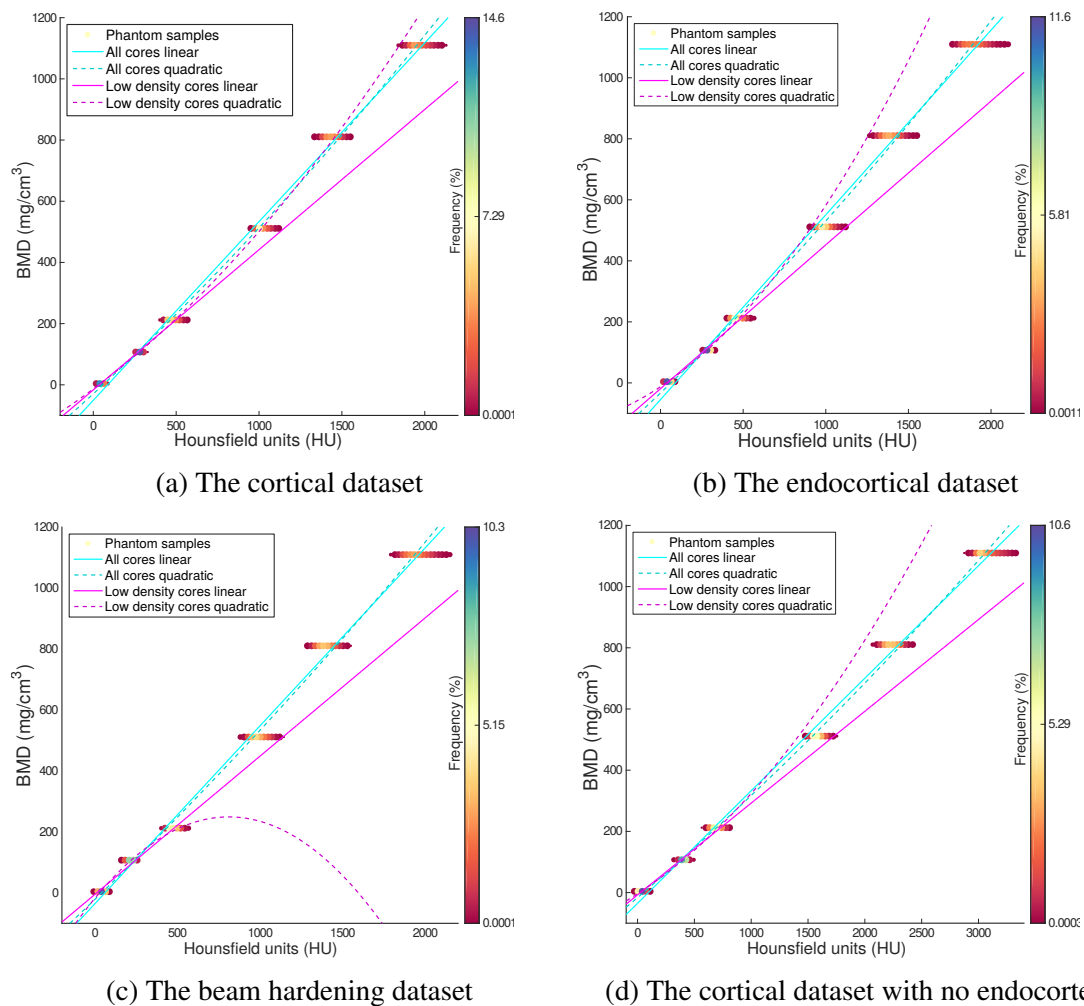 1200
1000
800
600
400
200
0
BMD (mg/cm3)
Phantom samples
All cores linear
All cores quadratic
Low density cores linear
Low density cores quadratic
0 500 1000 1500 2000
Hounsfield units (HU)
14.6
7.29
0.0001
Frequency (%)
(a) The cortical dataset
1200
1000
800
600
400
200
0
BMD (mg/cm3)
Phantom samples
All cores linear
All cores quadratic
Low density cores linear
Low density cores quadratic
0 500 1000 1500 2000
Hounsfield units (HU)
11.6
5.81
0.0011
Frequency (%)
(b) The endocortical dataset
1200
1000
800
600
400
200
0
BMD (mg/cm3)
Phantom samples
All cores linear
All cores quadratic
Low density cores linear
Low density cores quadratic
0 500 1000 1500 2000
Hounsfield units (HU)
10.3
5.15
0.0001
Frequency (%)
(c) The beam hardening dataset
1200
1000
800
600
400
200
0
BMD (mg/cm3)
Phantom samples
All cores linear
All cores quadratic
Low density cores linear
Low density cores quadratic
0 500 1000 1500 2000 2500 3000
Hounsfield units (HU)
10.6
5.29
0.0003
Frequency (%)
(d) The cortical dataset with no endocorte